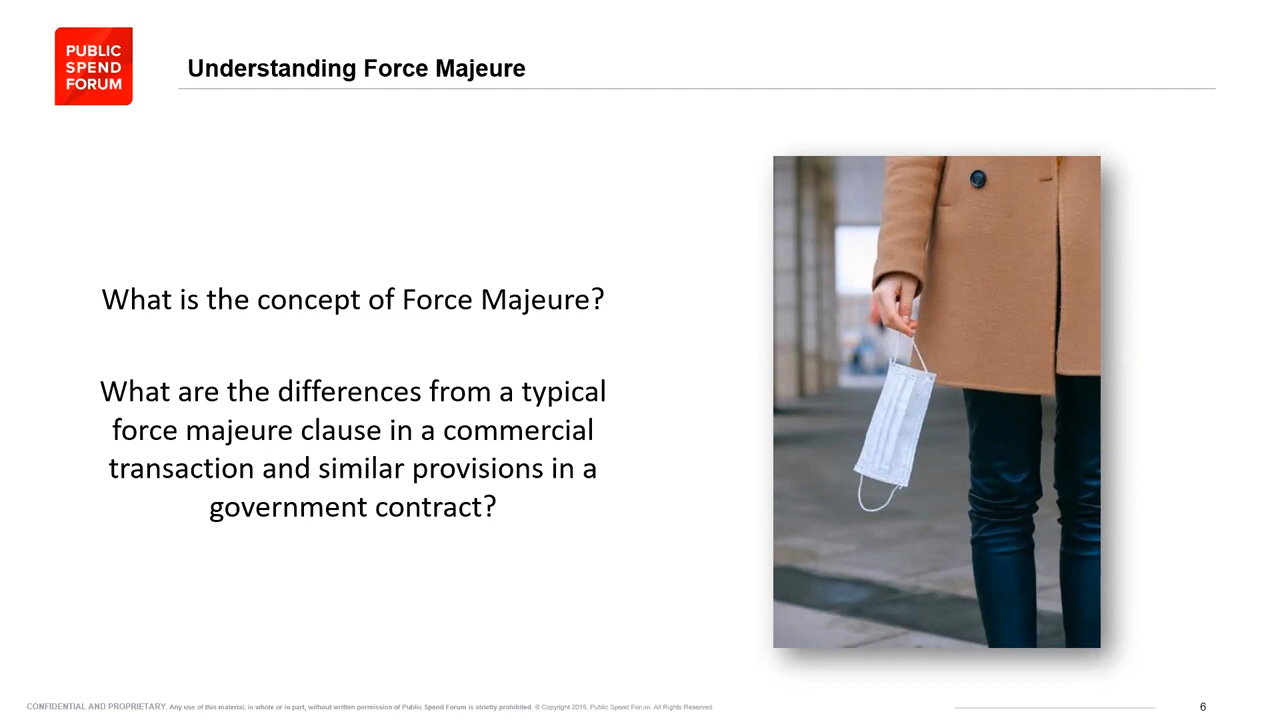 PUBLIC
SPEND
FORUM
Understanding Force Majeure
What is the concept of Force Majeure?
What are the differences from a typical
force majeure clause in a commercial
transaction and similar provisions in a
government contract?
CONFIDENTIAL AND PROPRIETARY. Any use of this material, in whole or in part, without written permission of Public Spend Forum is strictly prohibited. © Copyright 2015, Public Spend Forum. All Rights Reserved.
6